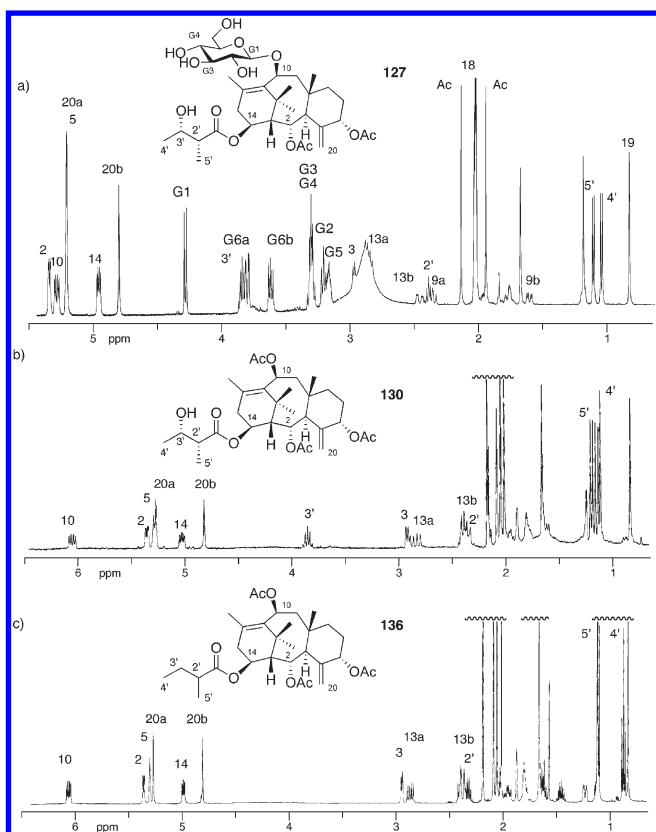 a)
127
OH
G4
HO
O
G1
O
10
HO
G3
OH
OH
OH
O
4'
3'
2'
5'
O
14
H
2
OAc
OAc
20
20a
5
2
10
14
20b
G1
G6a
3'
G6b
G3
G4
G2
G5
3
13a
13b
2'
9a
Ac
18
Ac
9b
5'
4'
19
5 ppm 4 3 2 1
b)
130
AcO
10
OH
O
4'
3'
2'
5'
O
14
H
2
OAc
OAc
20
10
5
2
20a
14
20b
3'
3
13a
13b
2'
5'
4'
6 ppm 5 4 3 2 1
c)
136
AcO
10
3'
O
4'
2'
5'
O
14
H
2
OAc
OAc
20
10
2
5
20a
14
20b
3
13a
13b
2'
5'
4'
6 ppm 5 4 3 2 1